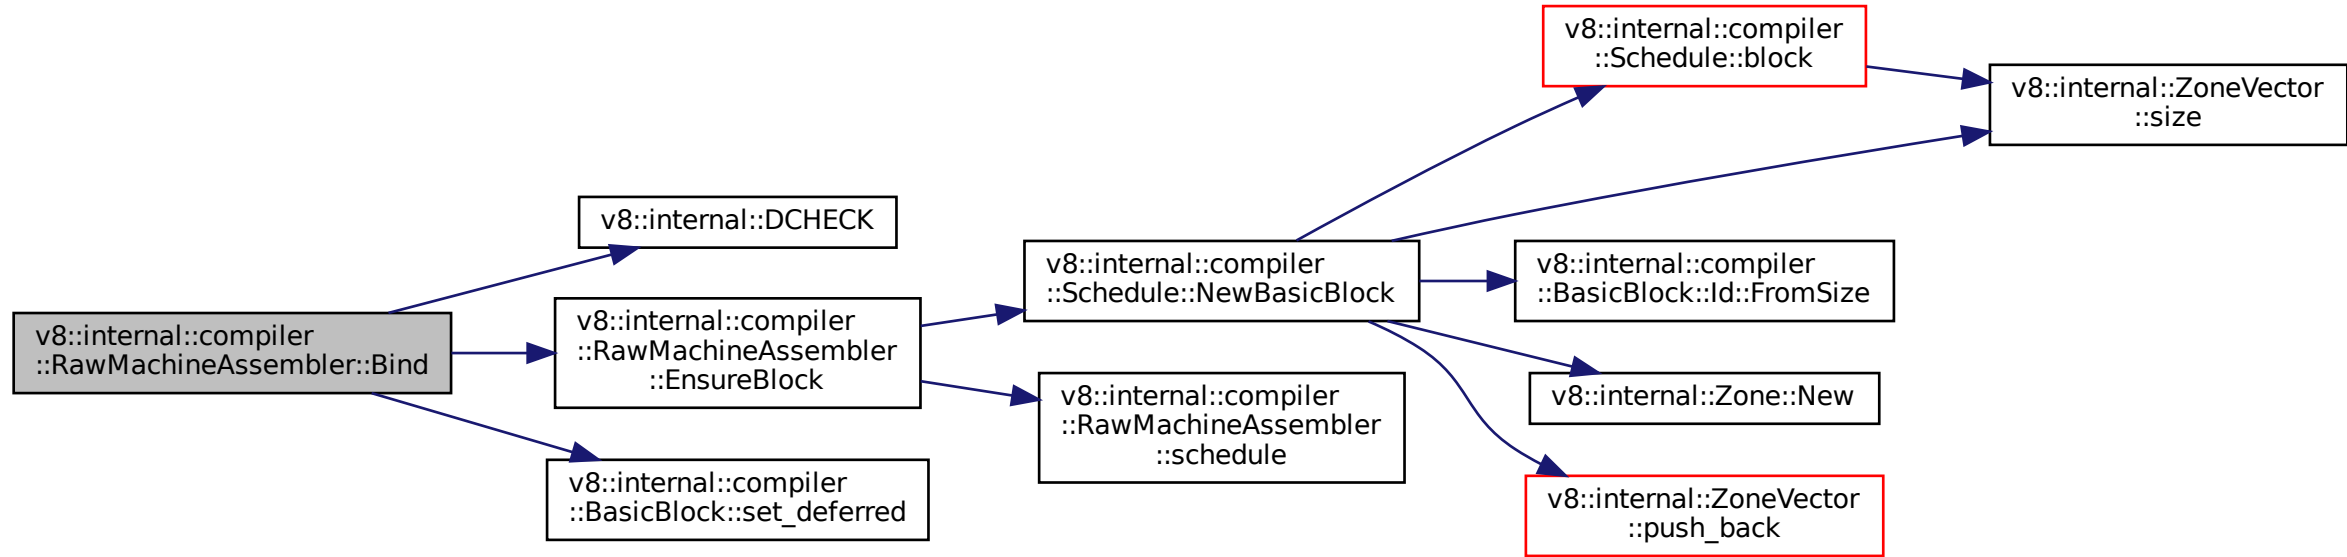 v8::internal::compiler
::RawMachineAssembler::Bind
v8::internal::DCHECK
v8::internal::compiler
::RawMachineAssembler
::EnsureBlock
v8::internal::compiler
::BasicBlock::set_deferred
v8::internal::compiler
::Schedule::NewBasicBlock
v8::internal::compiler
::RawMachineAssembler
::schedule
v8::internal::compiler
::Schedule::block
v8::internal::ZoneVector
::size
v8::internal::compiler
::BasicBlock::Id::FromSize
v8::internal::Zone::New
v8::internal::ZoneVector
::push_back